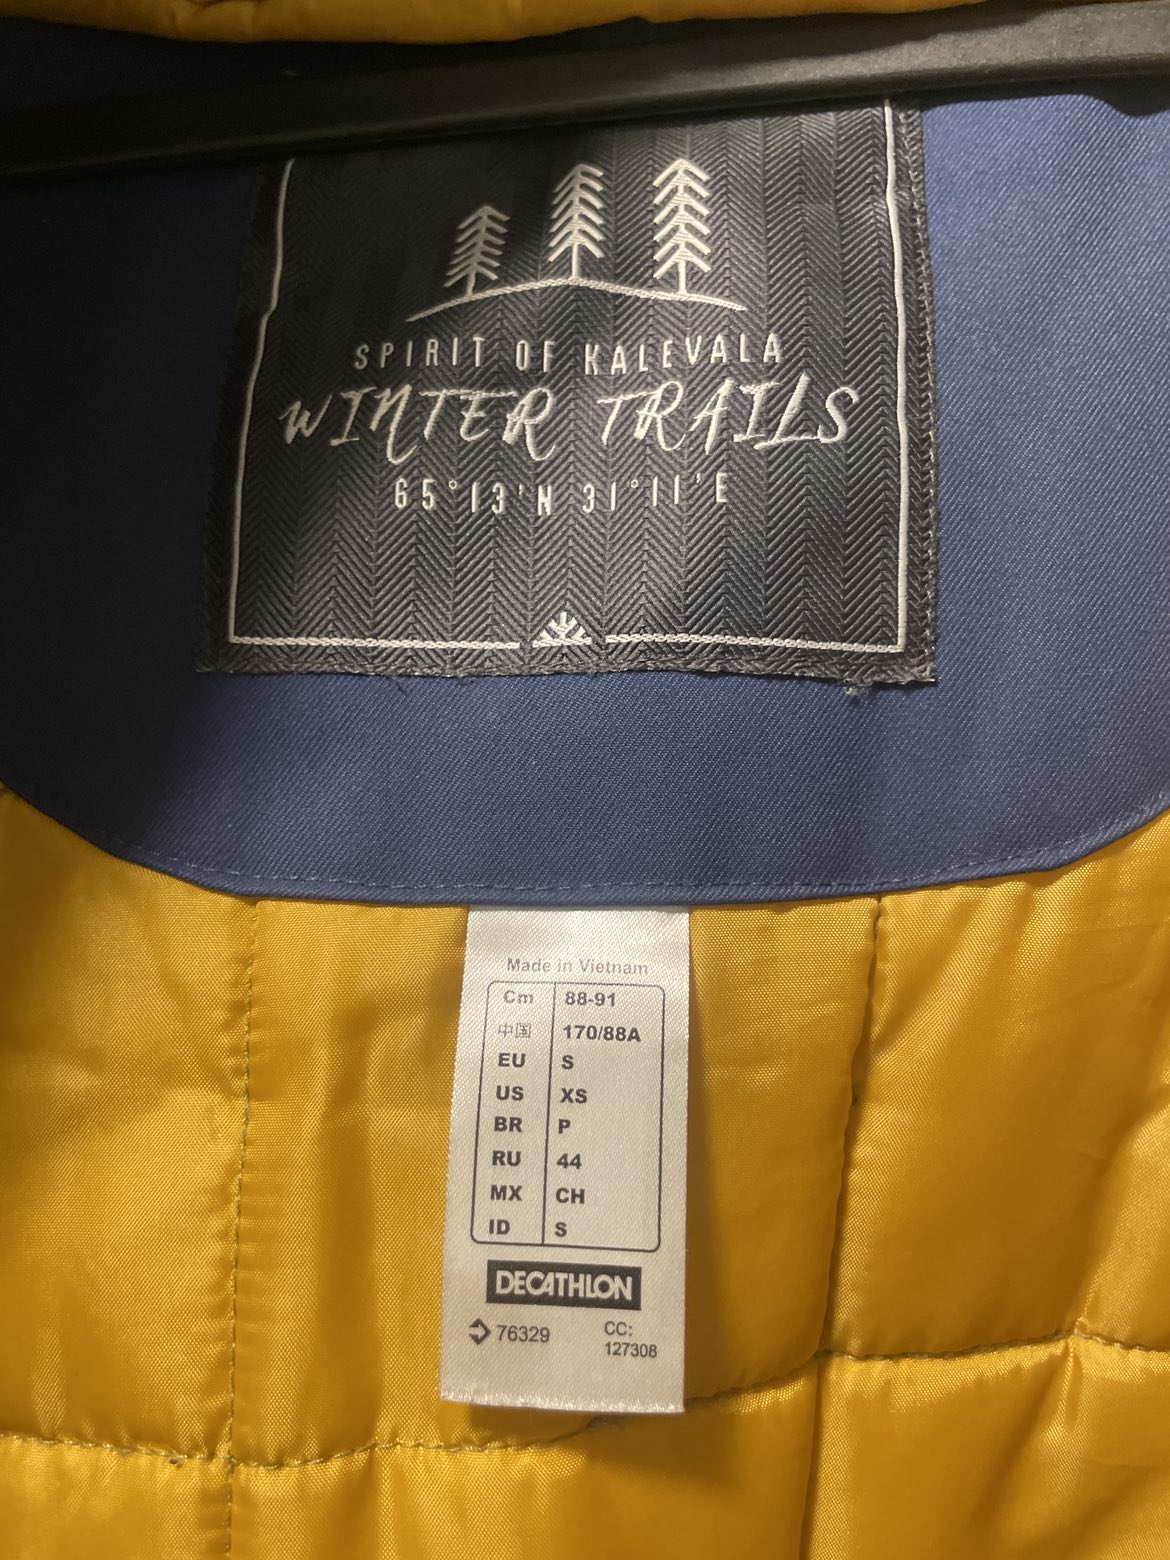 SPIRIT OF KALEVALA
WINTER TRAILS
65°13'N 31°11'E
Made in Vietnam
Cm 88-91
中国 170/88A
EU S
US XS
BR P
RU 44
MX CH
ID S
DECATHLON
76329 CC:
127308